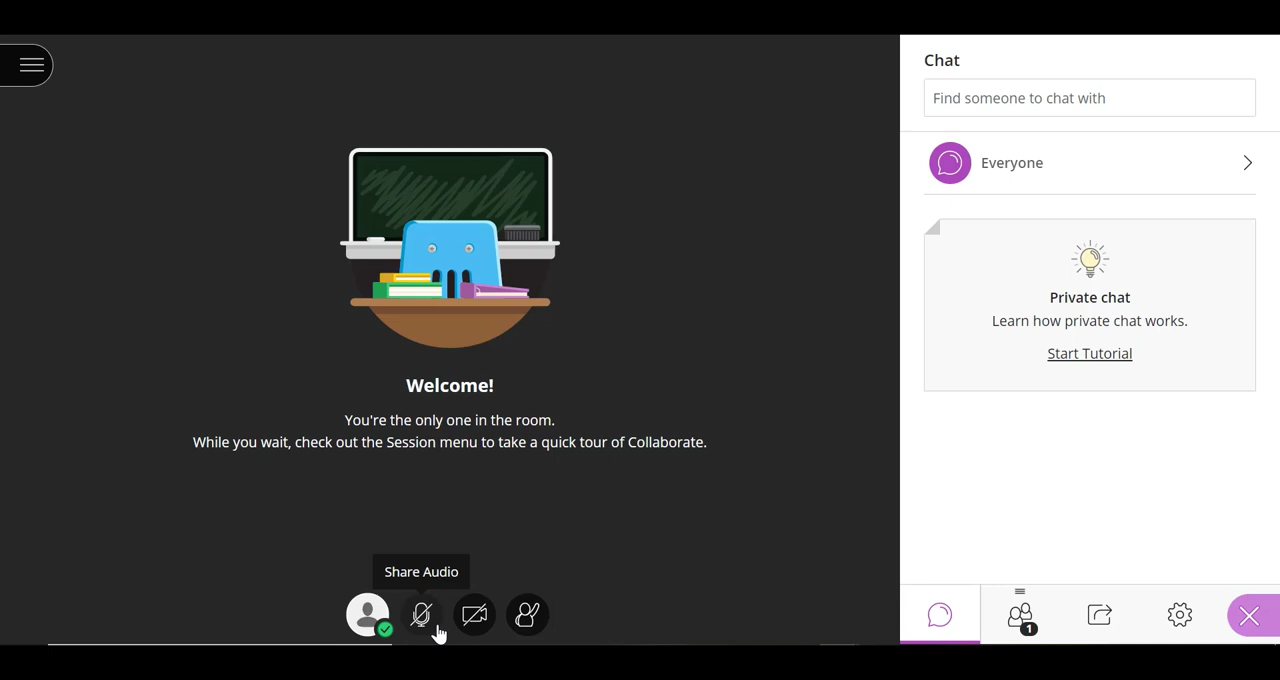 Chat
Find someone to chat with
Everyone
Private chat
Learn how private chat works.
Start Tutorial
Welcome!
You're the only one in the room.
While you wait, check out the Session menu to take a quick tour of Collaborate.
Share Audio
1